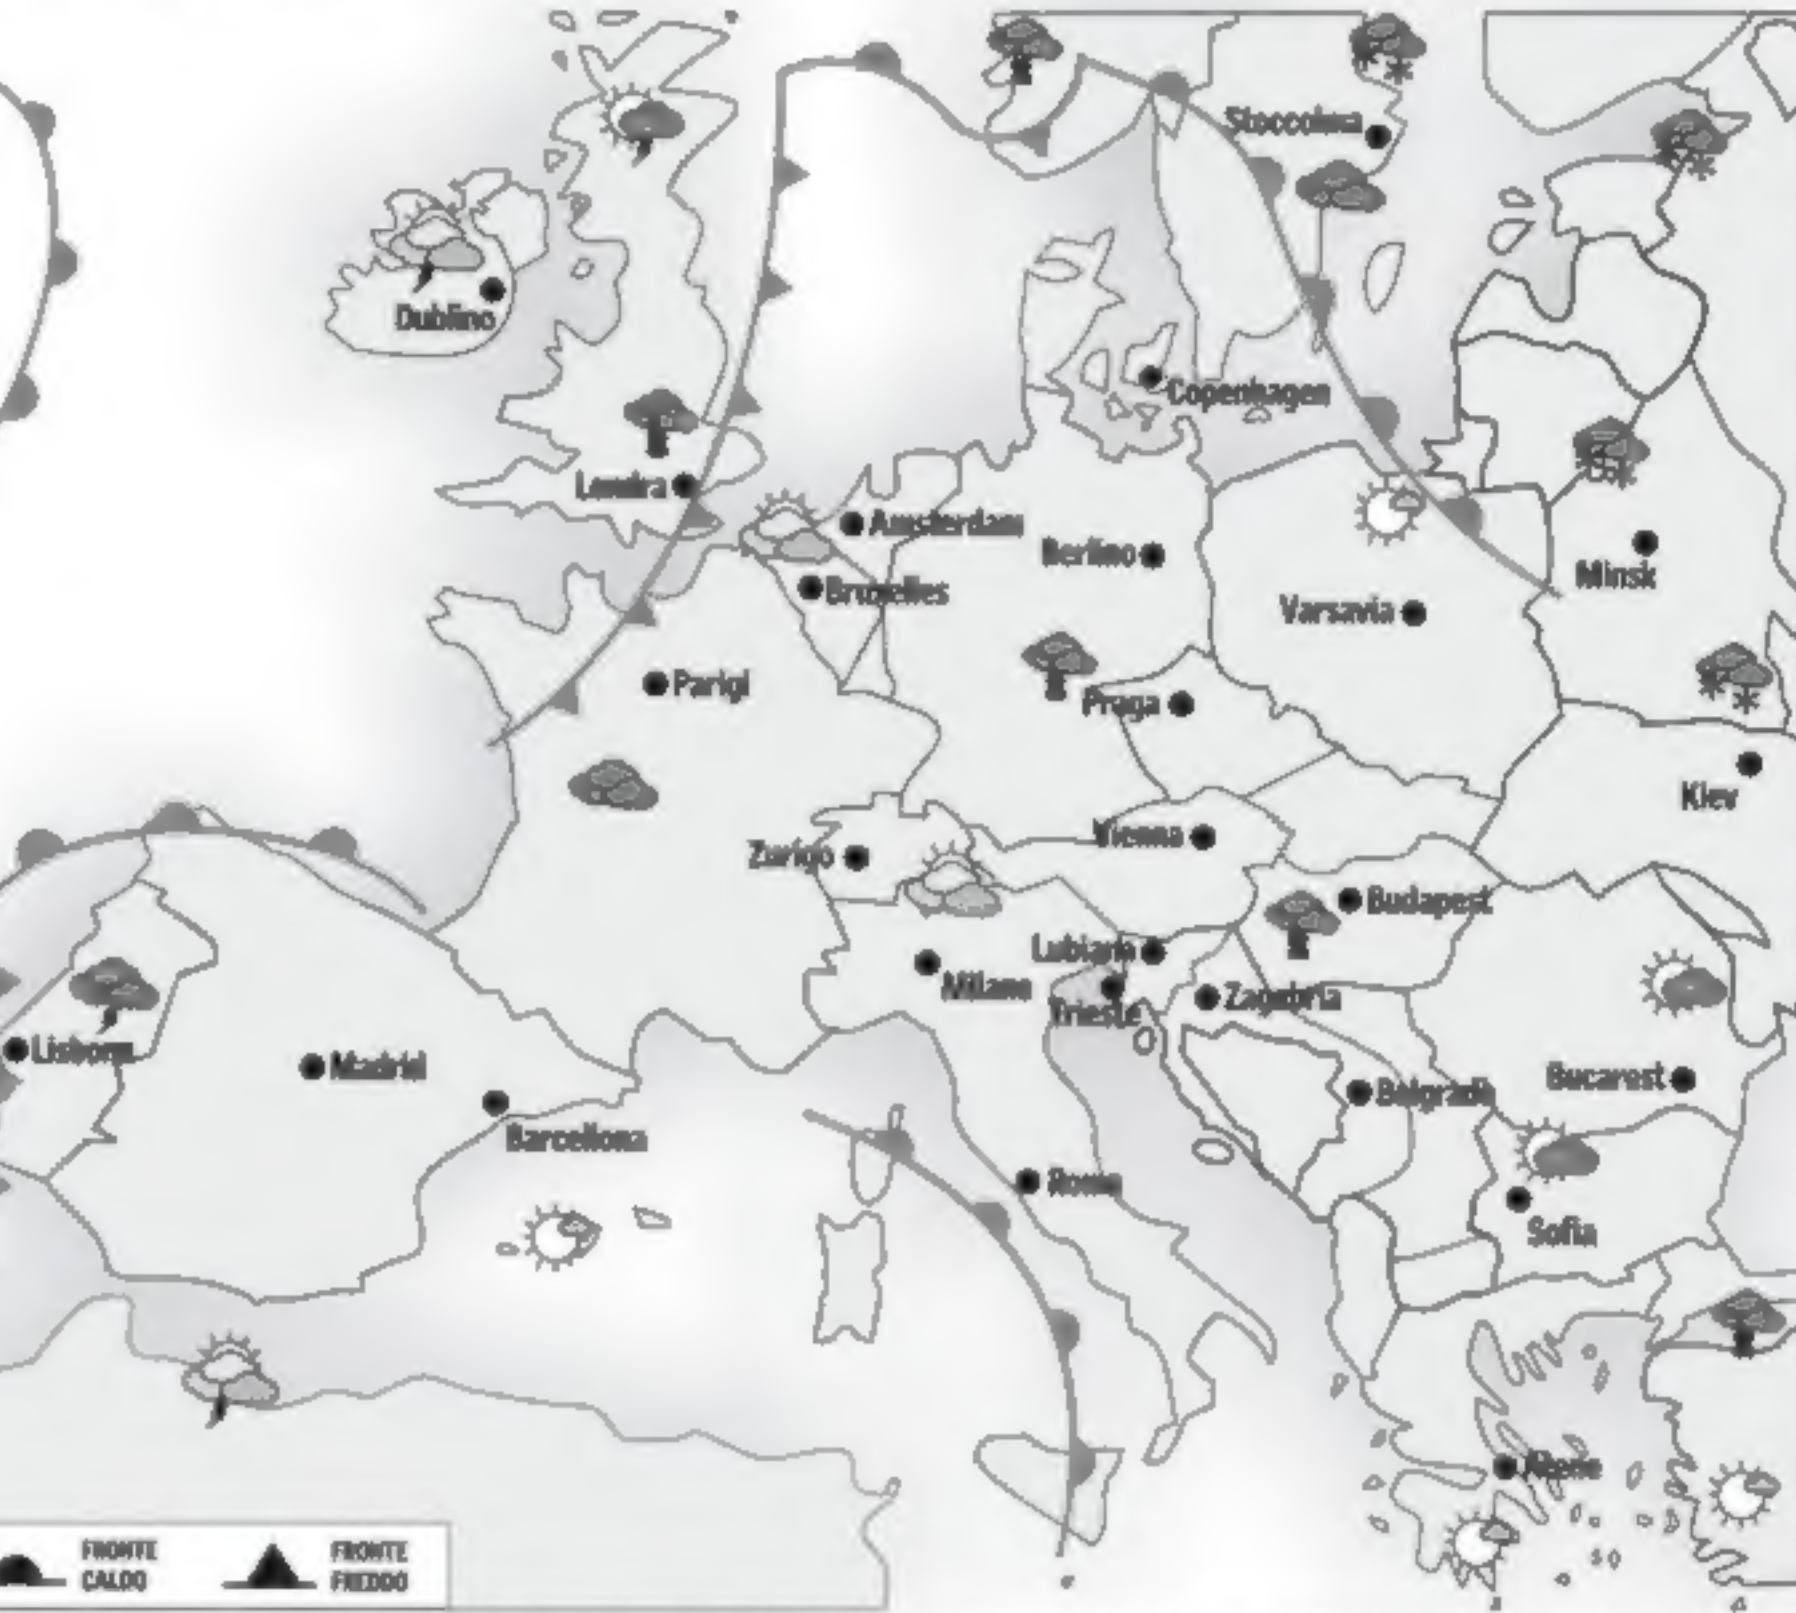 Stoccolma
Dublino
Copenhagen
Londra
Amsterdam
Berlino
Minsk
Bruxelles
Varsavia
Parigi
Praga
Kiev
Vienna
Zurigo
Budapest
Lubiana
Milano
Trieste
Zagabria
Lisbona
Madrid
Bucarest
Belgrado
Barcellona
Roma
Sofia
Atene
FRONTE
CALDO
FRONTE
FREDDO